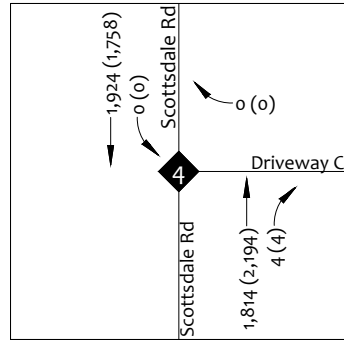 1,924 (1,758)
0 (0)
Scottsdale Rd
0 (0)
4
Driveway C
Scottsdale Rd
1,814 (2,194)
4 (4)